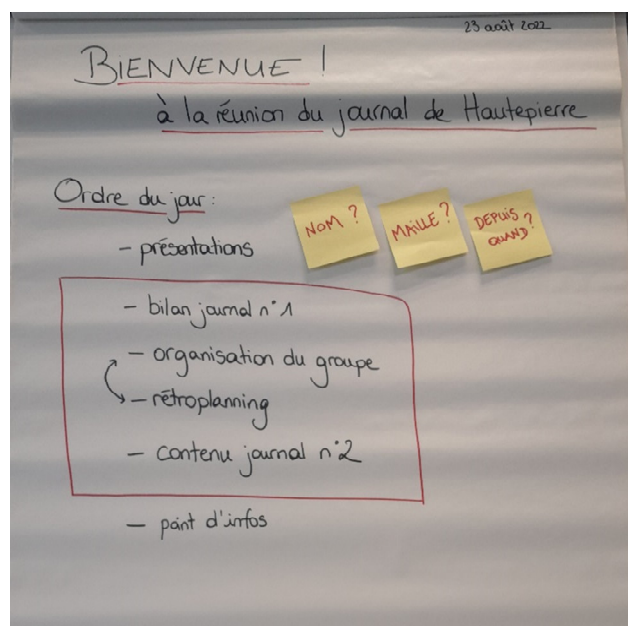 23 août 2022
BIENVENUE !
à la réunion du journal de Hautepierre
Ordre du jour :
NOM ?
MAILLE ?
DEPUIS
QUAND ?
- présentations
- bilan journal n°1
- organisation du groupe
- rétroplanning
- contenu journal n°2
- point d'infos